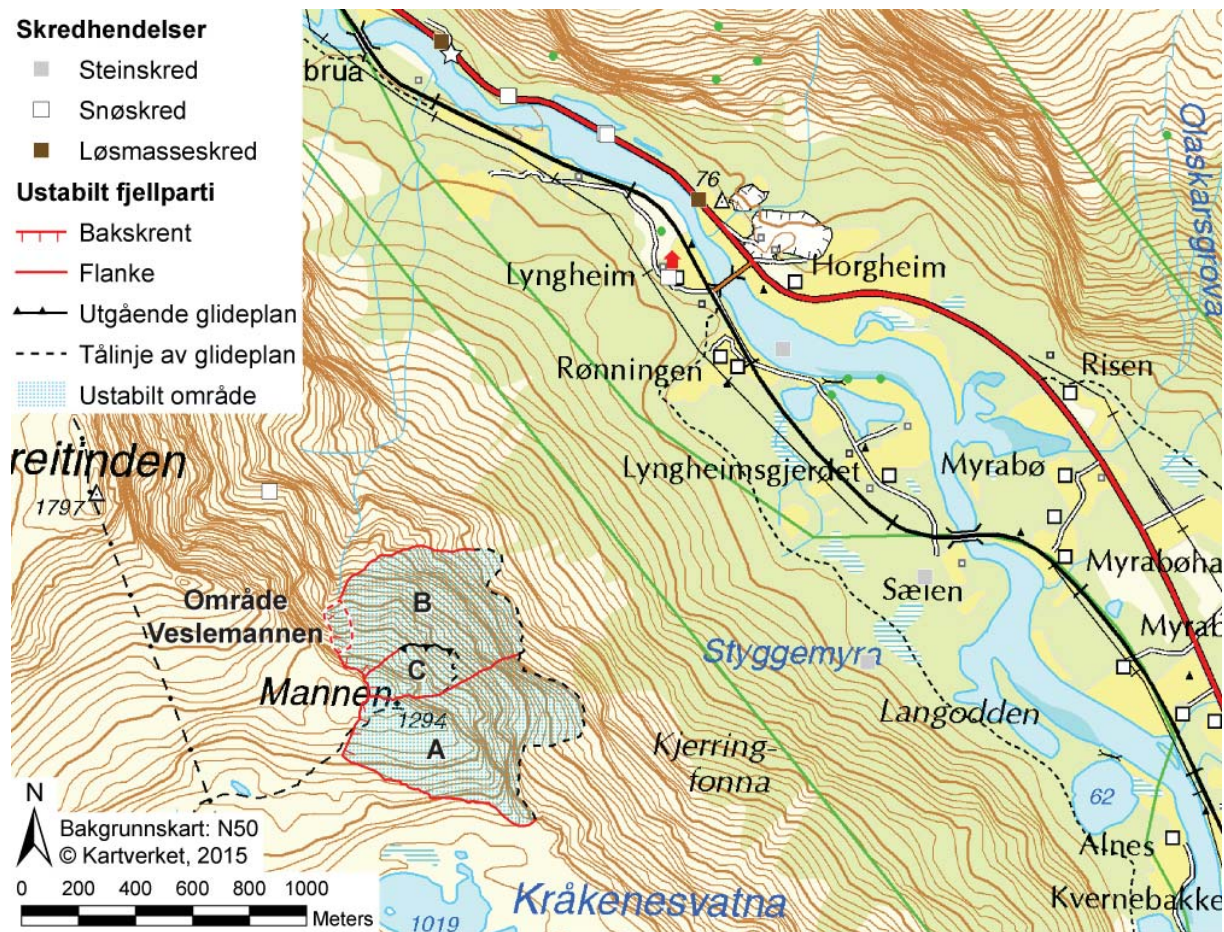 Skredhendelser
Steinskred
Snøskred
Løsmasseskred
Ustabilt fjellparti
Bakskrent
Flanke
Utgående glideplan
Tålinje av glideplan
Ustabilt område
brua
76
Olaskarsgrova
Lyngheim
Horgheim
Rønningen
Risen
reitinden
1797
Lyngheimsgjerdet
Myrabø
Myrabøha
Område
Veslemannen
B
Sæien
Myrab
C
Styggemyra
Mannen
1294
A
Langodden
Kjerring-
fonna
62
N
Bakgrunnskart: N50
© Kartverket, 2015
Alnes
Kvernebakke
0 200 400 600 800 1000
Meters
1019
Kråkenesvatna